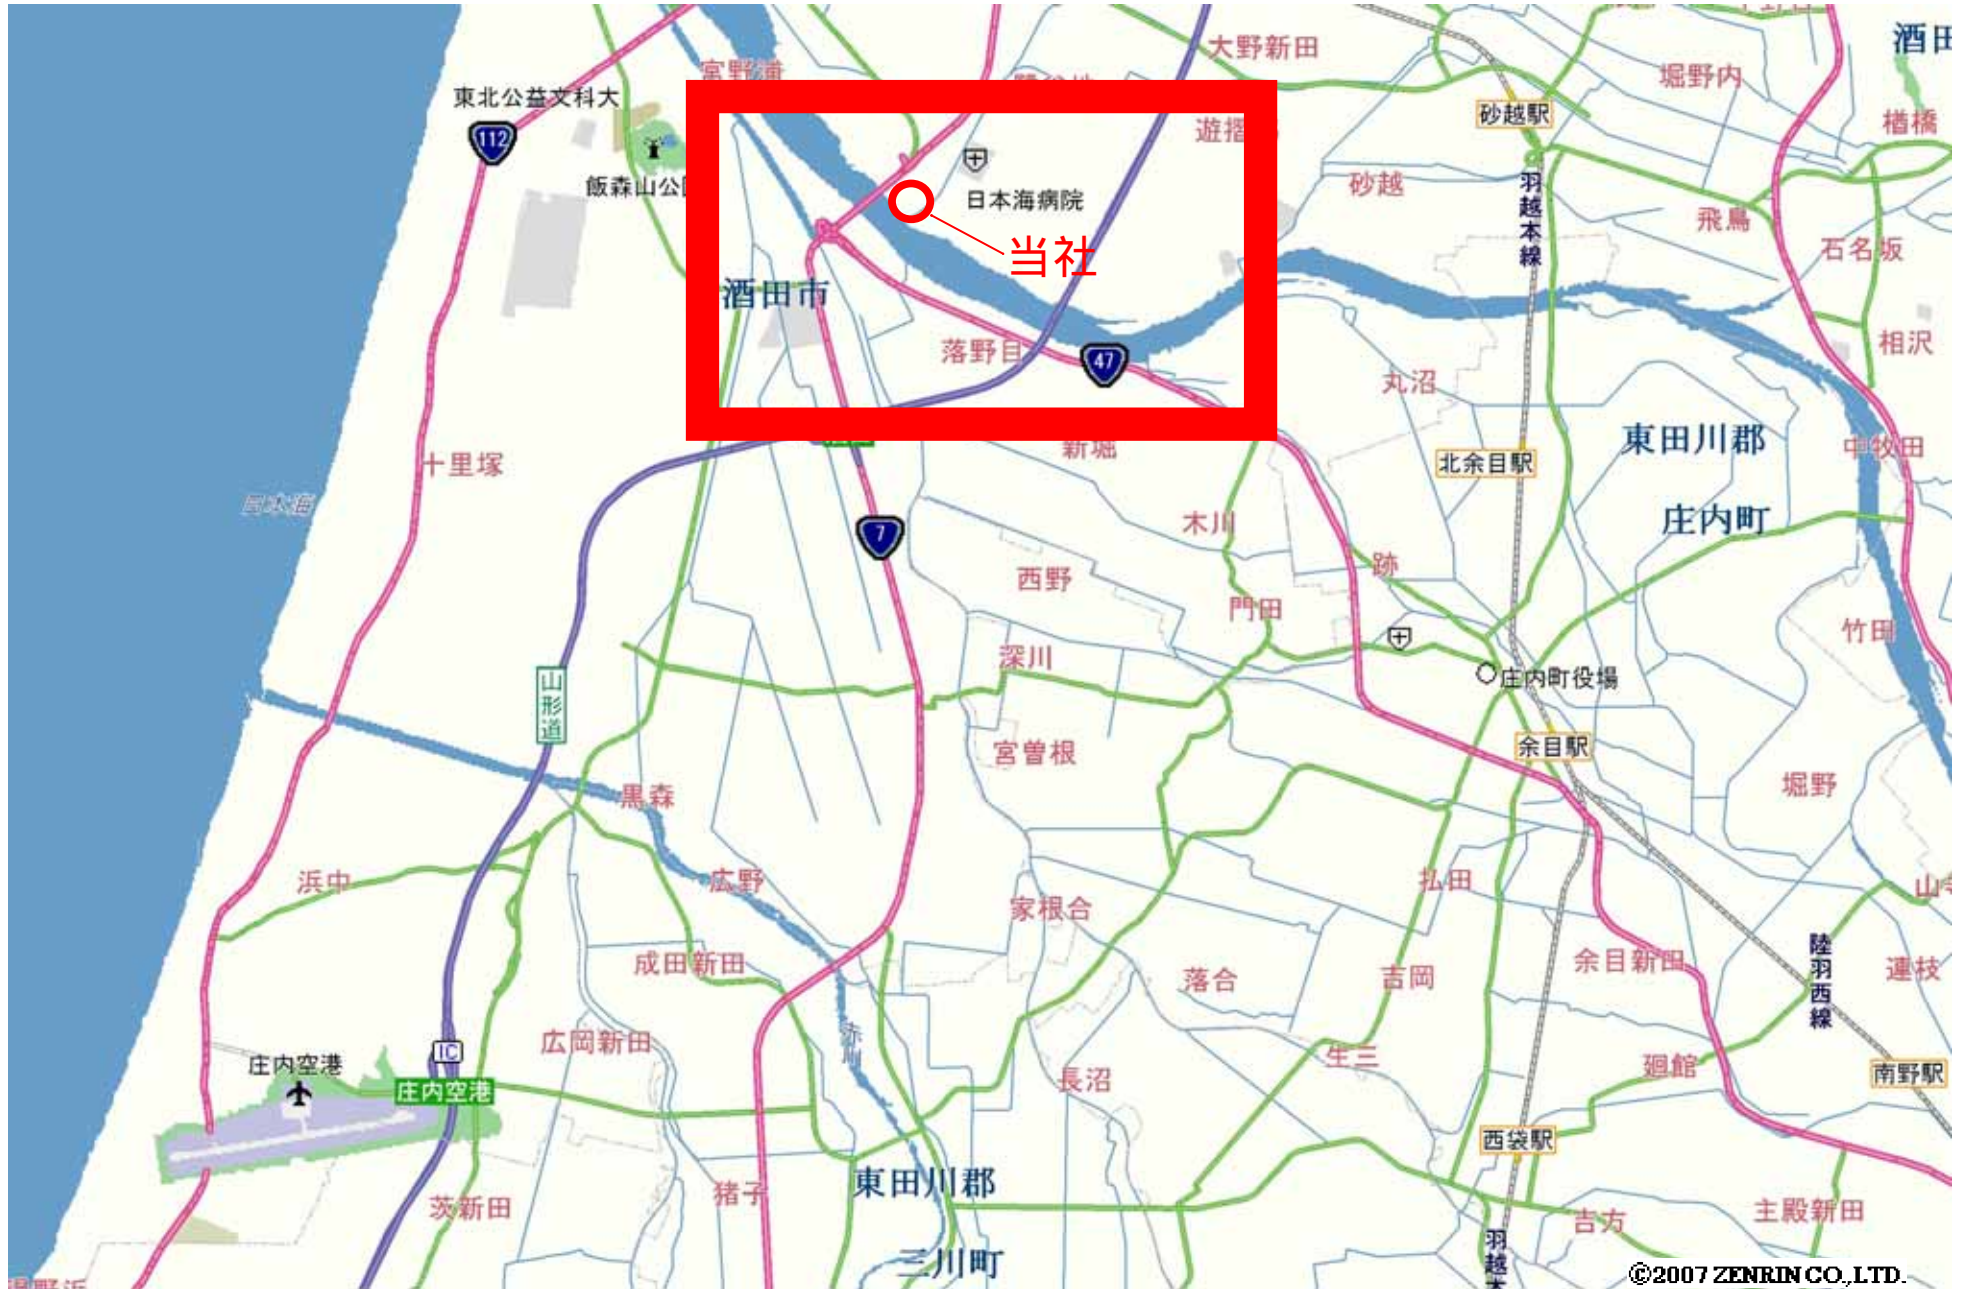 酒田
大野新田
宮野浦
堀野内
東北公益文科大
112
砂越駅
楢橋
遊摺
飯森山公
日本海病院
砂越
羽越本線
飛鳥
石名坂
当社
酒田市
落野目
47
相沢
丸沼
東田川郡
新堀
中牧田
十里塚
北余目駅
日本海
木川
庄内町
7
跡
西野
門田
竹田
深川
庄内町役場
山形道
余目駅
宮曽根
堀野
黒森
浜中
広野
払田
家根合
陸羽西線
成田新田
余目新田
連枝
落合
吉岡
赤川
広岡新田
IC
生三
庄内空港
廻館
南野駅
長沼
庄内空港
西袋駅
東田川郡
猪子
茨新田
主殿新田
吉方
三川町
羽越本
©2007 ZENRIN CO.,LTD.